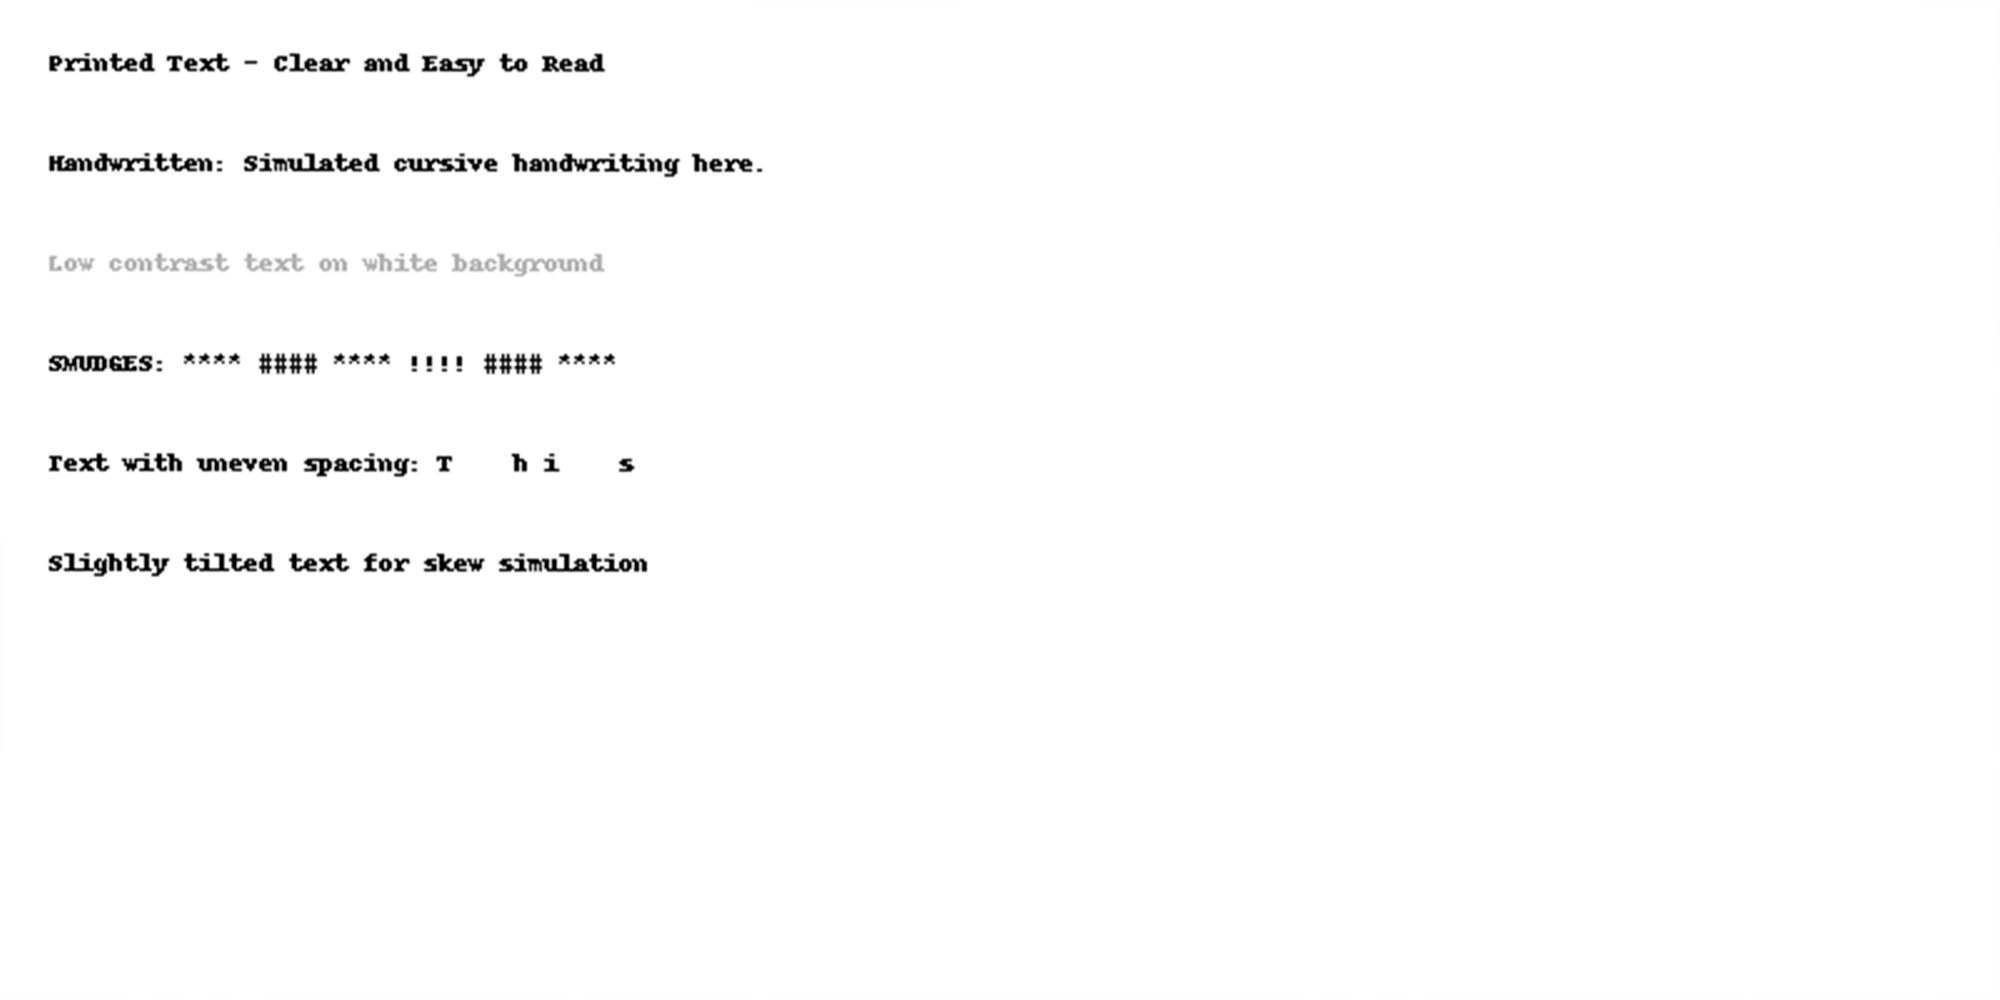 Printed Text - Clear and Easy to Read
Handwritten: Simulated cursive handwriting here.
Low contrast text on white background
SMUDGES: **** #### **** !!!! #### ****
Text with uneven spacing: T    h i    s
Slightly tilted text for skew simulation